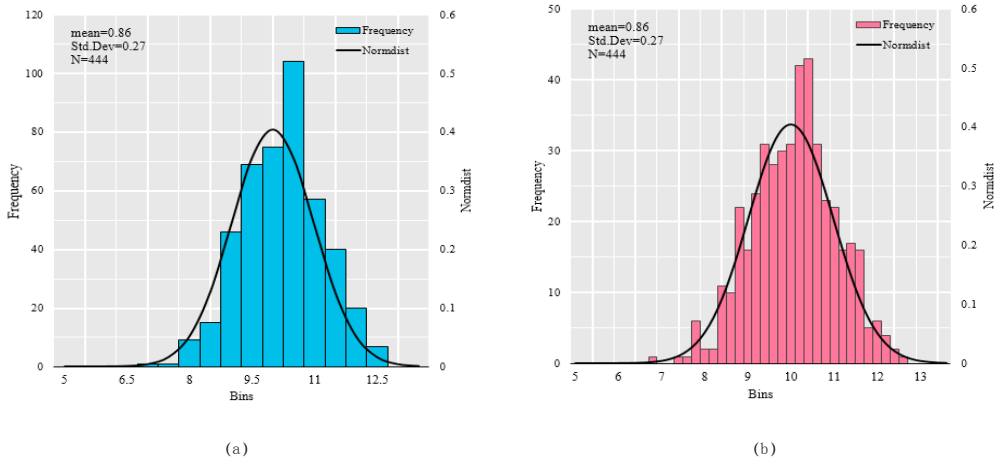 120
100
80
60
40
20
0
Frequency
mean=0.86
Std.Dev=0.27
N=444
Frequency
Normdist
0.6
0.5
0.4
0.3
0.2
0.1
0
Normdist
5 6.5 8 9.5 11 12.5
Bins
(a)
50
40
30
20
10
0
Frequency
mean=0.86
Std.Dev=0.27
N=444
Frequency
Normdist
0.6
0.5
0.4
0.3
0.2
0.1
0
Normdist
5 6 7 8 9 10 11 12 13
Bins
(b)